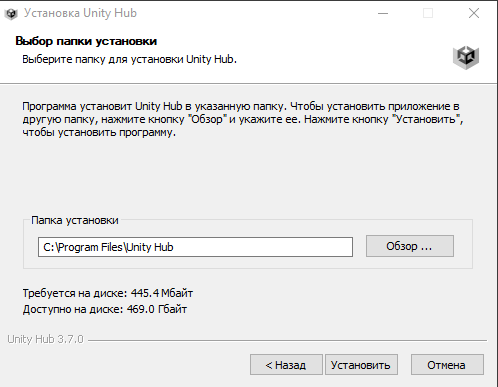 Установка Unity Hub
Выбор папки установки
Выберите папку для установки Unity Hub.
Программа установит Unity Hub в указанную папку. Чтобы установить приложение в
другую папку, нажмите кнопку "Обзор" и укажите ее. Нажмите кнопку "Установить",
чтобы установить программу.
Папка установки
C:\Program Files\Unity Hub
Обзор ...
Требуется на диске: 445.4 Мбайт
Доступно на диске: 469.0 Гбайт
Unity Hub 3.7.0
< Назад
Установить
Отмена